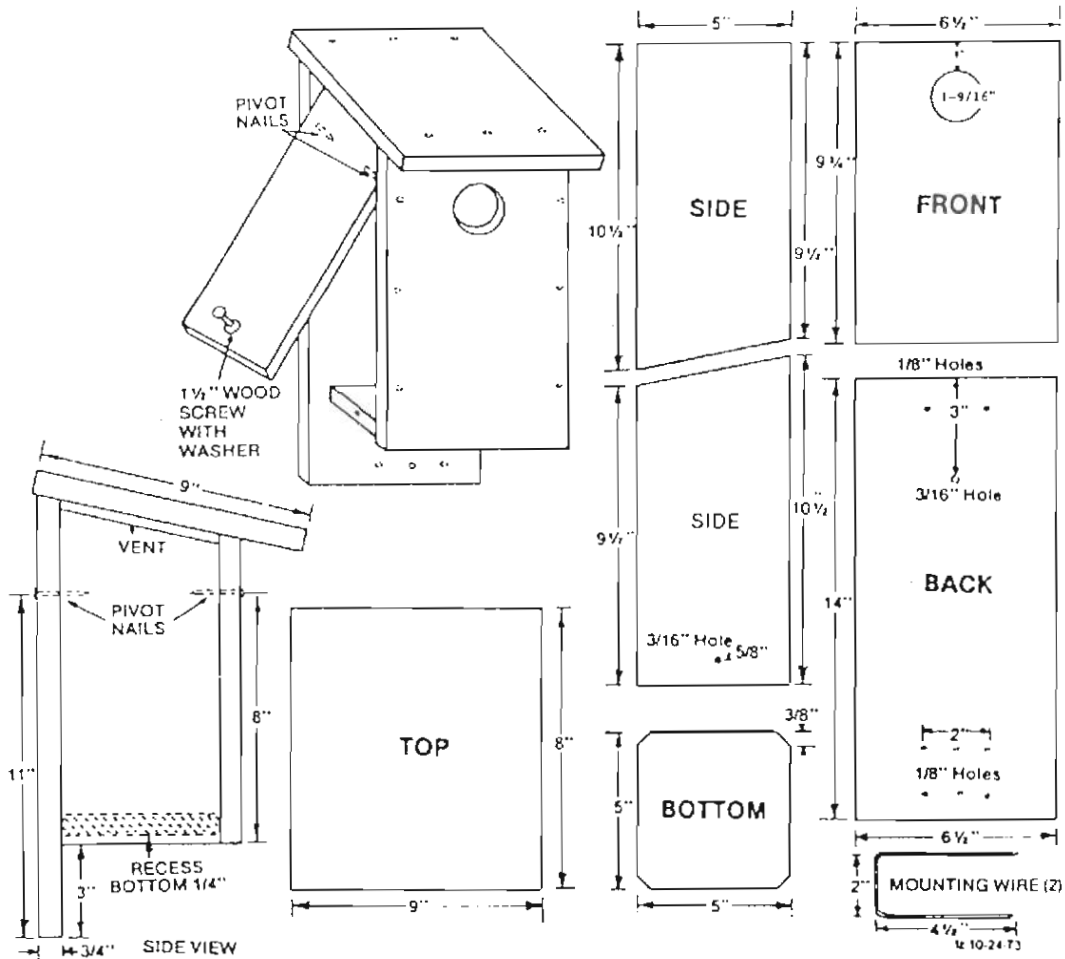 5"
6½"
PIVOT
NAILS
1-9/16"
9¼"
SIDE
FRONT
10½"
9½"
1½" WOOD
SCREW
WITH
WASHER
1/8" Holes
3"
3/16" Hole
9"
VENT
SIDE
10½
9½"
BACK
PIVOT
NAILS
14"
3/16" Hole
5/8"
8"
3/8"
TOP
8"
2"
11"
1/8" Holes
5"
BOTTOM
RECESS
BOTTOM 1/4"
3"
6½"
2"
MOUNTING WIRE (2)
9"
5"
4½"
3/4"
SIDE VIEW
10-24-73